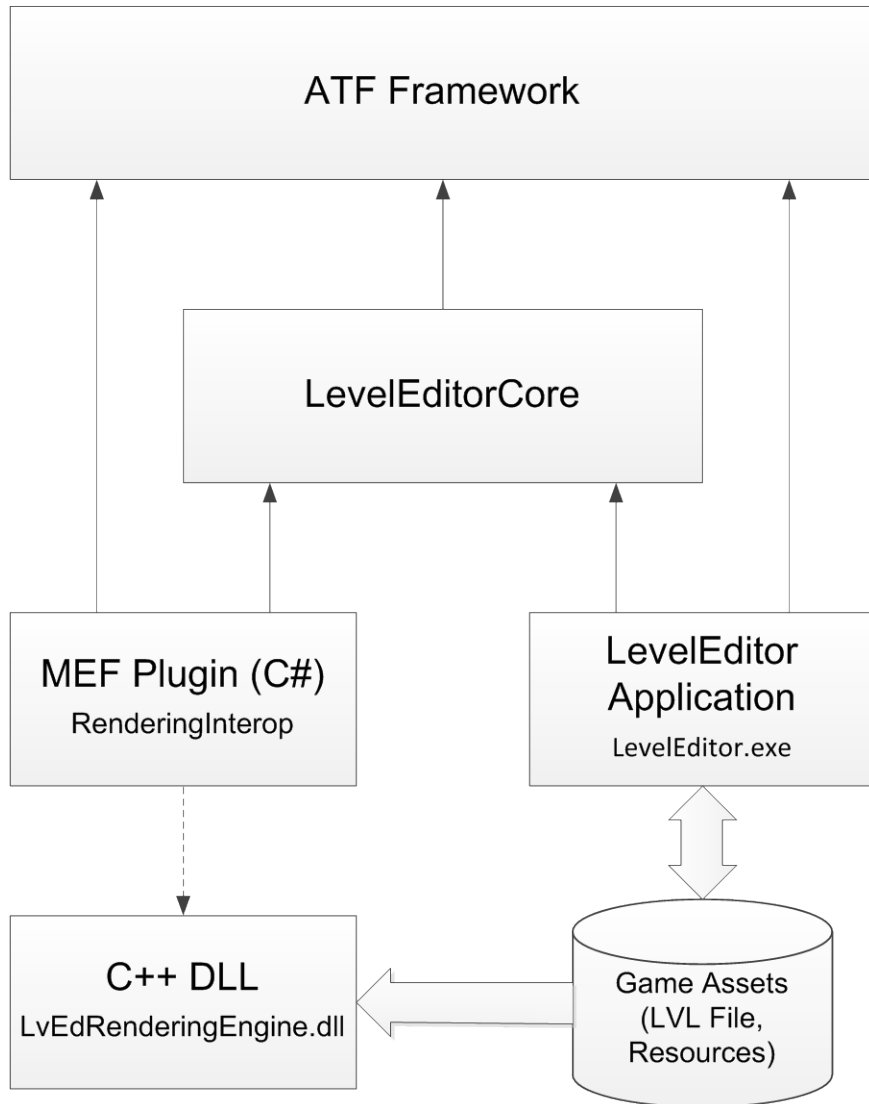 ATF Framework
LevelEditorCore
MEF Plugin (C#)
RenderingInterop
LevelEditor
Application
LevelEditor.exe
C++ DLL
LvEdRenderingEngine.dll
Game Assets
(LVL File,
Resources)